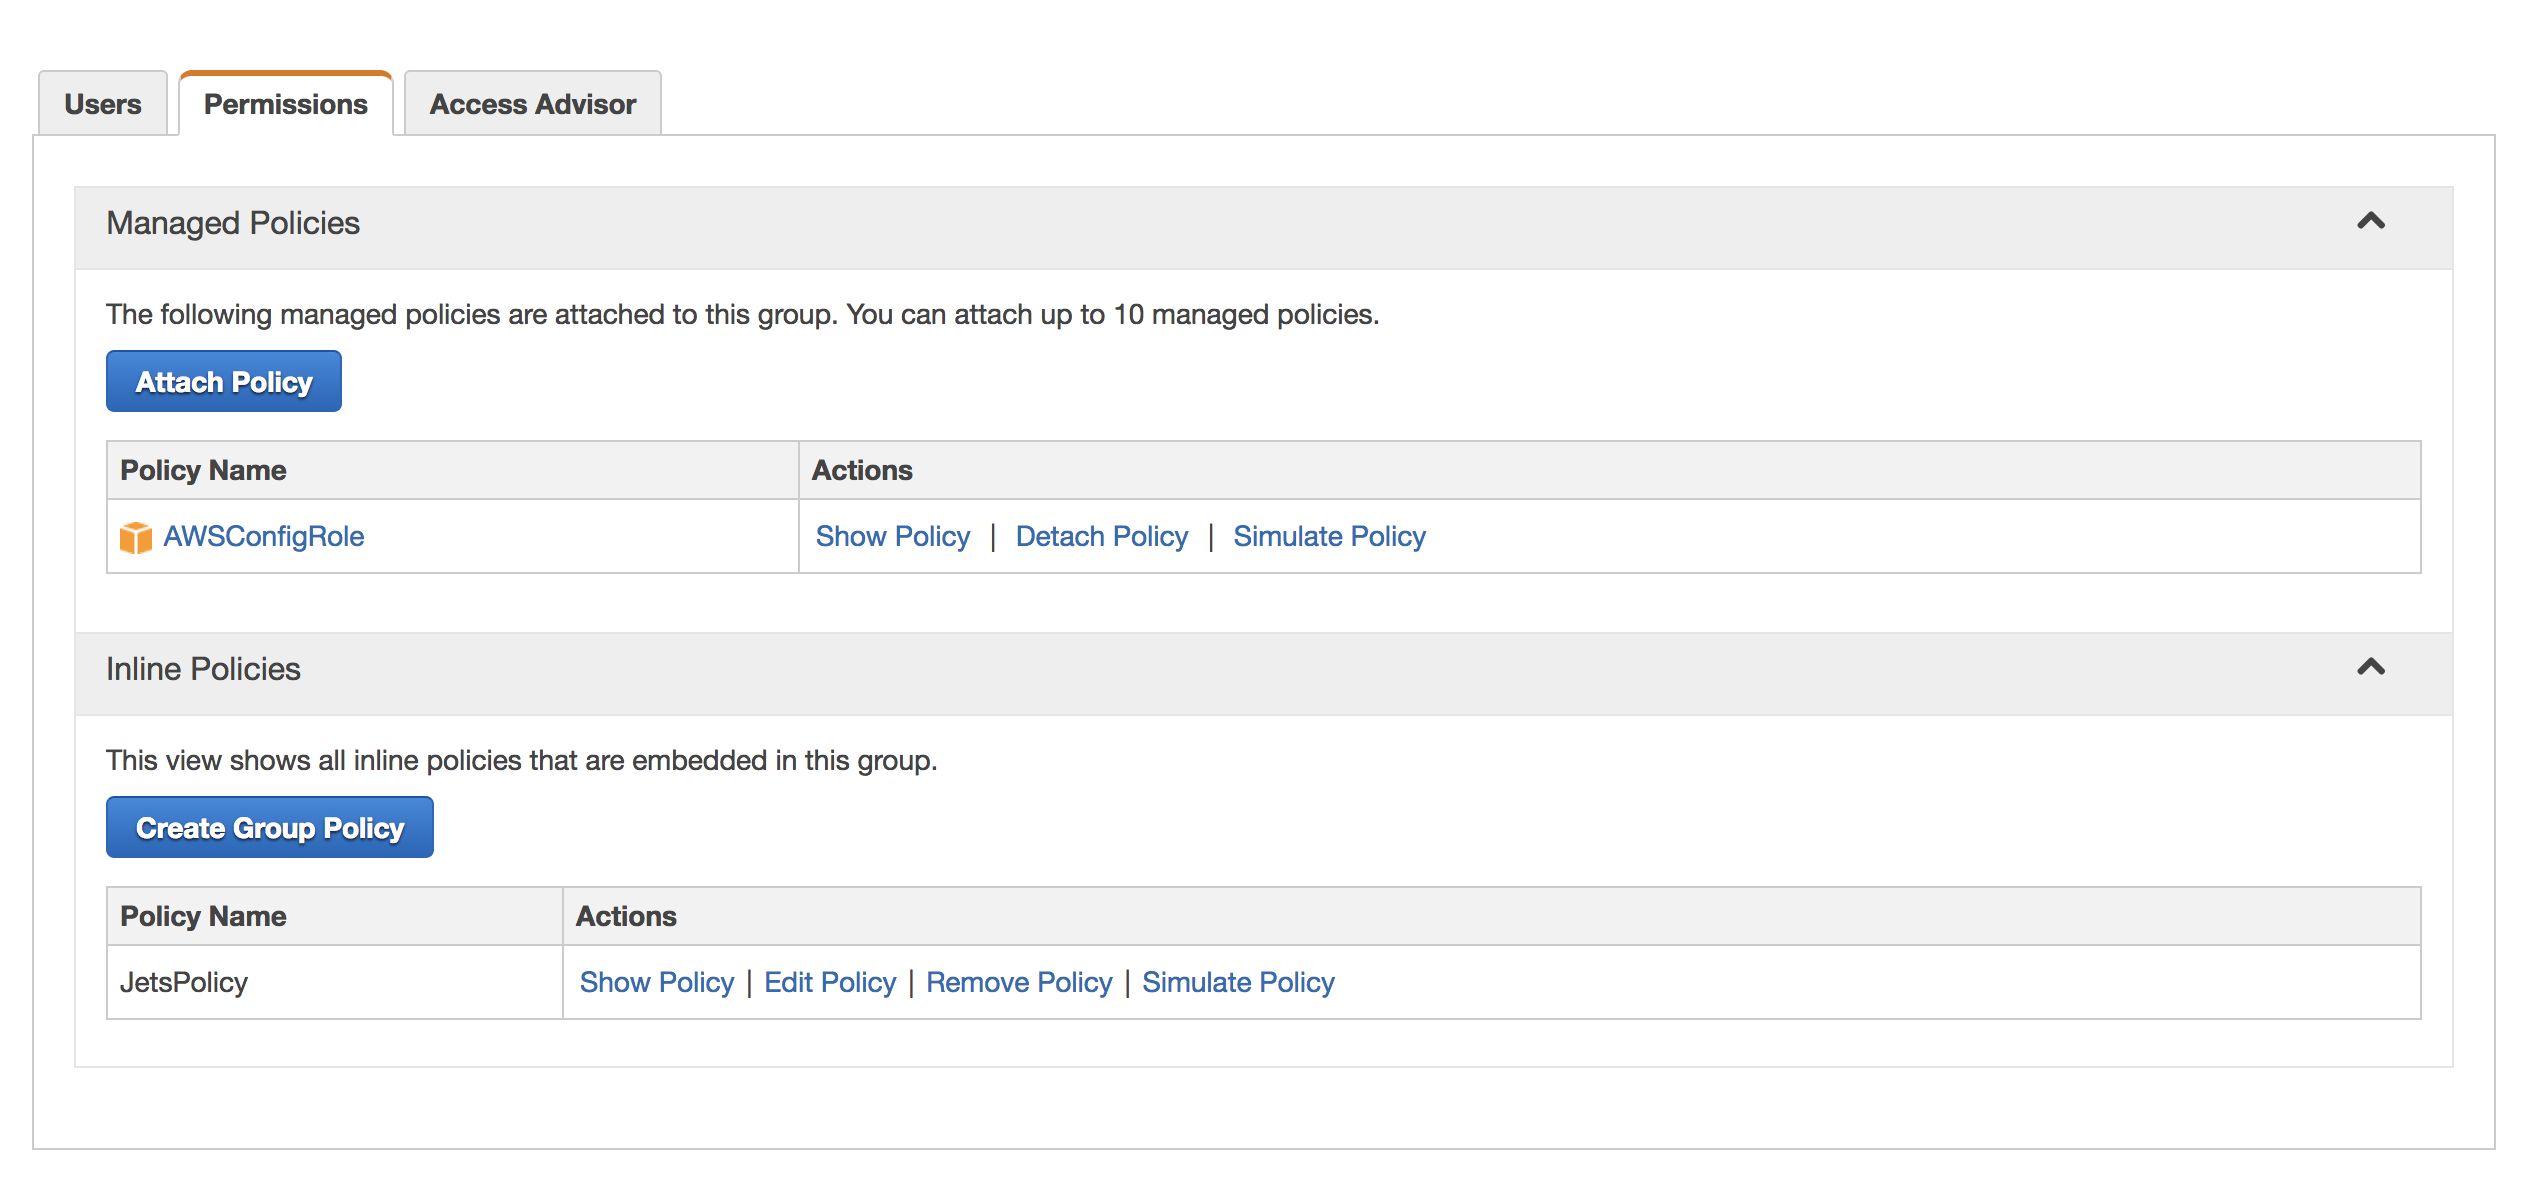 Users Permissions Access Advisor
Managed Policies
The following managed policies are attached to this group. You can attach up to 10 managed policies.
Attach Policy
Policy Name Actions
AWSConfigRole Show Policy | Detach Policy | Simulate Policy
Inline Policies
This view shows all inline policies that are embedded in this group.
Create Group Policy
Policy Name Actions
JetsPolicy Show Policy | Edit Policy | Remove Policy | Simulate Policy